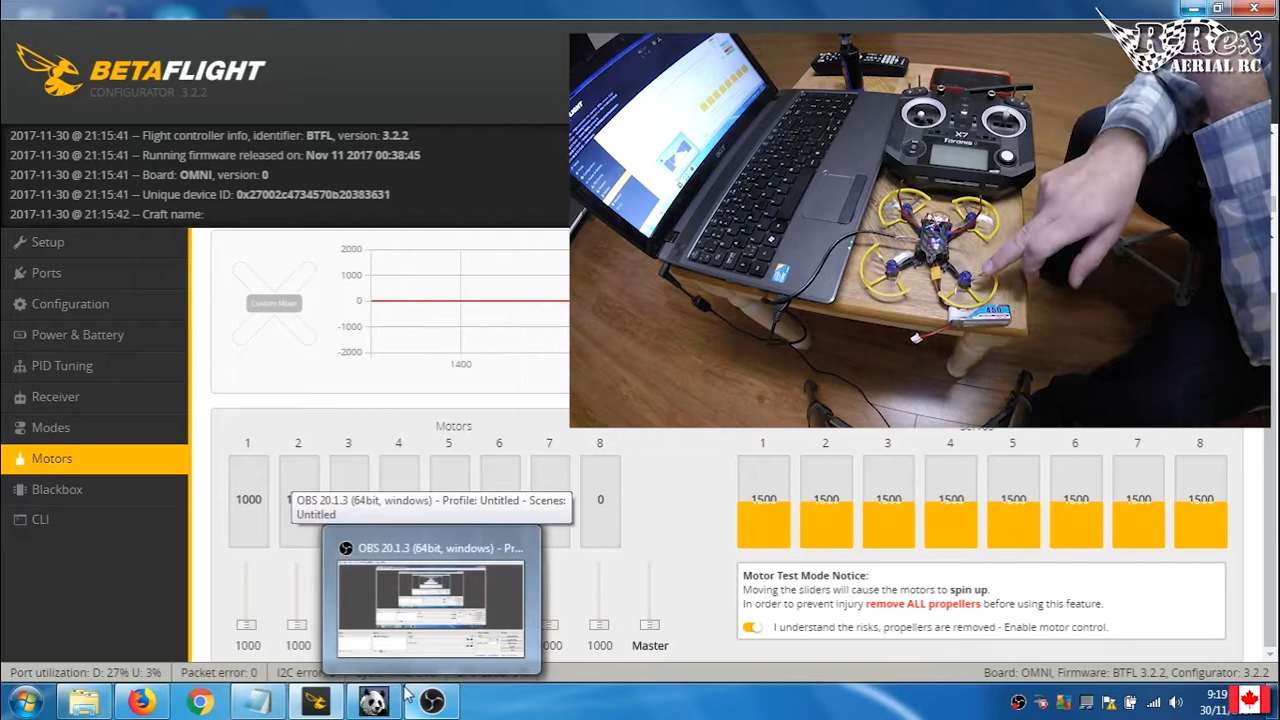 BETAFLIGHT
CONFIGURATOR 3.2.2
R-Rex
AERIAL RC
2017-11-30 @ 21:15:41 -- Flight controller info, identifier: BTFL, version: 3.2.2
2017-11-30 @ 21:15:41 -- Running firmware released on: Nov 11 2017 00:38:45
2017-11-30 @ 21:15:41 -- Board: OMNI, version: 0
2017-11-30 @ 21:15:41 -- Unique device ID: 0x27002c4734570b20383631
2017-11-30 @ 21:15:42 -- Craft name:
X7
Taranis
acer
450
Setup
Ports
Configuration
Power & Battery
PID Tuning
Receiver
Modes
Motors
Blackbox
CLI
Custom Mixer
2000
1000
0
-1000
-2000
1400
Motors
1 2 3 4 5 6 7 8
1000
0
1000 1000 000 1000 Master
Servos
1 2 3 4 5 6 7 8
1500 1500 1500 1500 1500 1500 1500 1500
OBS 20.1.3 (64bit, windows) - Profile: Untitled - Scenes:
Untitled
OBS 20.1.3 (64bit, windows) - Pr...
Motor Test Mode Notice:
Moving the sliders will cause the motors to spin up.
In order to prevent injury remove ALL propellers before using this feature.
I understand the risks, propellers are removed - Enable motor control.
Port utilization: D: 27% U: 3% Packet error: 0 I2C erro
Board: OMNI, Firmware: BTFL 3.2.2, Configurator: 3.2.2
9:19
30/11/